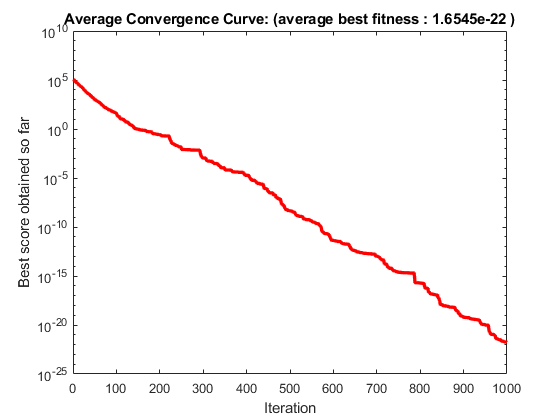 Average Convergence Curve: (average best fitness : 1.6545e-22 )
10^10
10^5
10^0
10^-5
10^-10
10^-15
10^-20
10^-25
Best score obtained so far
0 100 200 300 400 500 600 700 800 900 1000
Iteration